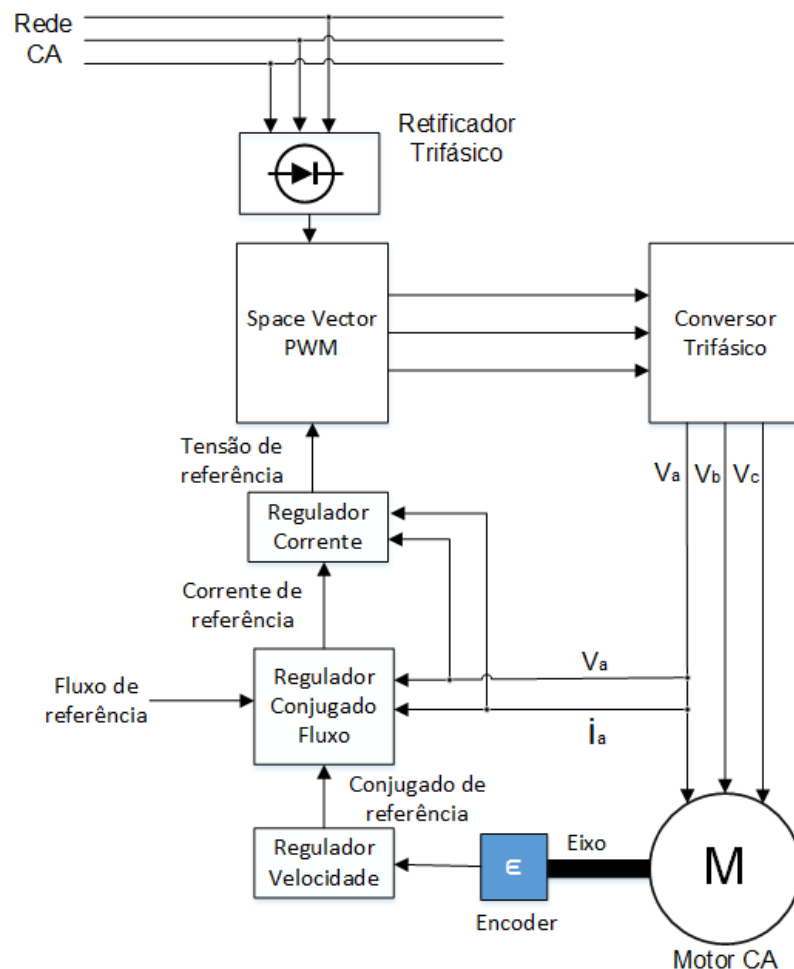 Rede
CA
Retificador
Trifásico
Space Vector
PWM
Conversor
Trifásico
Tensão de
referência
Va
Vb
Vc
Regulador
Corrente
Corrente de
referência
Regulador
Conjugado
Fluxo
Va
Fluxo de
referência
ia
Conjugado de
referência
Regulador
Velocidade
Eixo
ϵ
M
Encoder
Motor CA